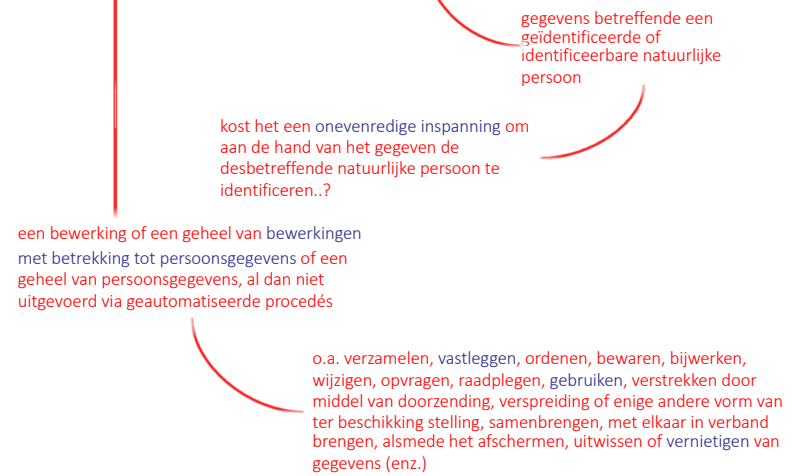 gegevens betreffende een
geïdentificeerde of
identificeerbare natuurlijke
persoon
kost het een onevenredige inspanning om
aan de hand van het gegeven de
desbetreffende natuurlijke persoon te
identificeren..?
een bewerking of een geheel van bewerkingen
met betrekking tot persoonsgegevens of een
geheel van persoonsgegevens, al dan niet
uitgevoerd via geautomatiseerde procedés
o.a. verzamelen, vastleggen, ordenen, bewaren, bijwerken,
wijzigen, opvragen, raadplegen, gebruiken, verstrekken door
middel van doorzending, verspreiding of enige andere vorm van
ter beschikking stelling, samenbrengen, met elkaar in verband
brengen, alsmede het afschermen, uitwissen of vernietigen van
gegevens (enz.)